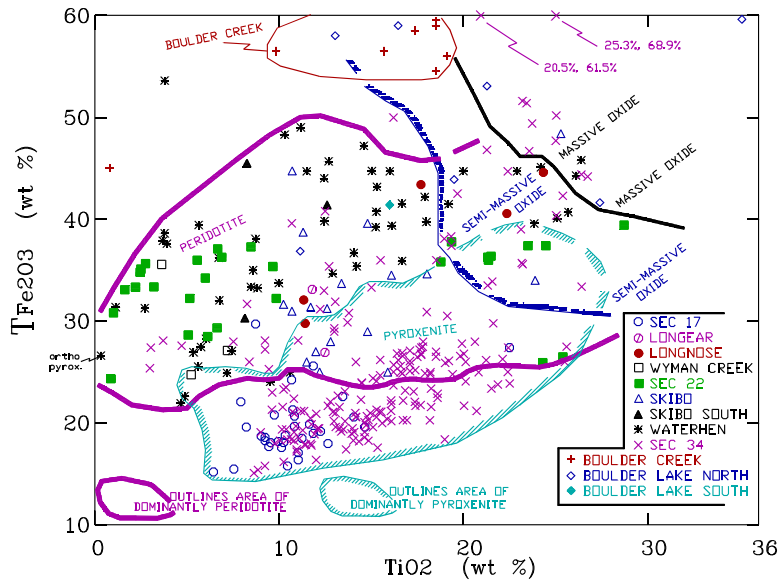 60
50
40
30
20
10
TFe2O3 (wt %)
0
10
20
30
36
TiO2 (wt %)
BOULDER CREEK
25.3%, 68.9%
20.5%, 61.5%
MASSIVE OXIDE
MASSIVE OXIDE
SEMI-MASSIVE
OXIDE
SEMI-MASSIVE
OXIDE
PERIDOTITE
PYROXENITE
ortho
pyrox.
SEC 17
LONGEAR
LONGNOSE
WYMAN CREEK
SEC 22
SKIBO
SKIBO SOUTH
WATERHEN
SEC 34
BOULDER CREEK
BOULDER LAKE NORTH
BOULDER LAKE SOUTH
OUTLINES AREA OF
DOMINANTLY PERIDOTITE
OUTLINES AREA OF
DOMINANTLY PYROXENITE